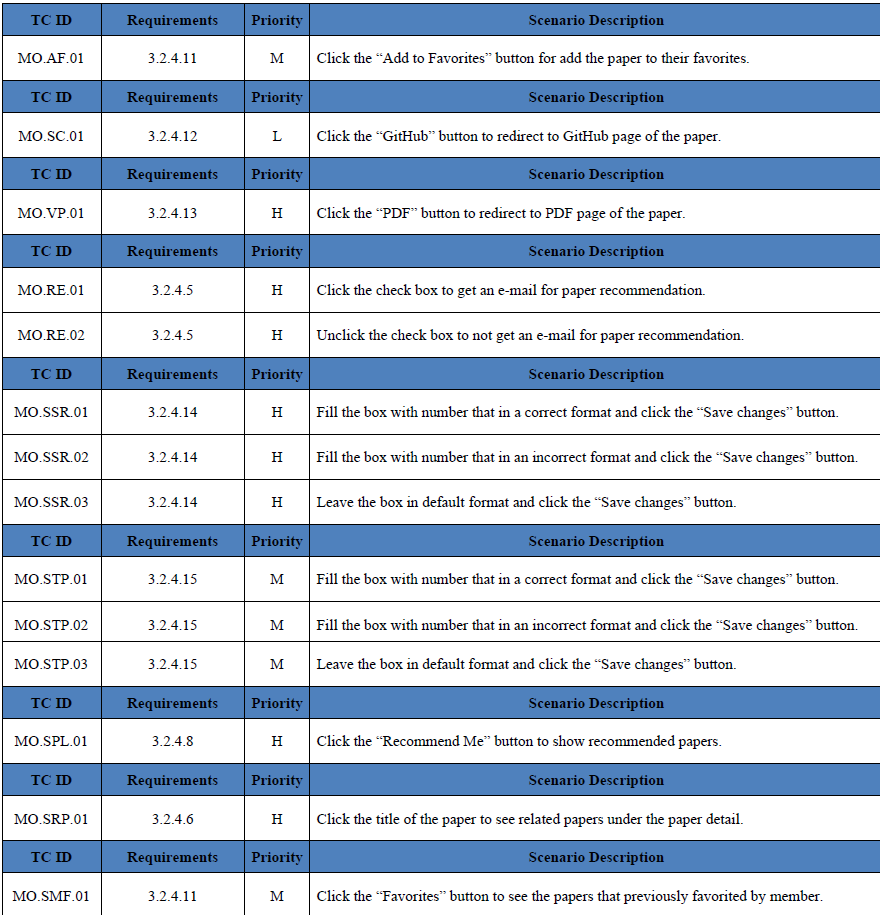 TC ID Requirements Priority Scenario Description
MO.AF.01 3.2.4.11 M Click the “Add to Favorites” button for add the paper to their favorites.
TC ID Requirements Priority Scenario Description
MO.SC.01 3.2.4.12 L Click the “GitHub” button to redirect to GitHub page of the paper.
TC ID Requirements Priority Scenario Description
MO.VP.01 3.2.4.13 H Click the “PDF” button to redirect to PDF page of the paper.
TC ID Requirements Priority Scenario Description
MO.RE.01 3.2.4.5 H Click the check box to get an e-mail for paper recommendation.
MO.RE.02 3.2.4.5 H Unclick the check box to not get an e-mail for paper recommendation.
TC ID Requirements Priority Scenario Description
MO.SSR.01 3.2.4.14 H Fill the box with number that in a correct format and click the “Save changes” button.
MO.SSR.02 3.2.4.14 H Fill the box with number that in an incorrect format and click the “Save changes” button.
MO.SSR.03 3.2.4.14 H Leave the box in default format and click the “Save changes” button.
TC ID Requirements Priority Scenario Description
MO.STP.01 3.2.4.15 M Fill the box with number that in a correct format and click the “Save changes” button.
MO.STP.02 3.2.4.15 M Fill the box with number that in an incorrect format and click the “Save changes” button.
MO.STP.03 3.2.4.15 M Leave the box in default format and click the “Save changes” button.
TC ID Requirements Priority Scenario Description
MO.SPL.01 3.2.4.8 H Click the “Recommend Me” button to show recommended papers.
TC ID Requirements Priority Scenario Description
MO.SRP.01 3.2.4.6 H Click the title of the paper to see related papers under the paper detail.
TC ID Requirements Priority Scenario Description
MO.SMF.01 3.2.4.11 M Click the “Favorites” button to see the papers that previously favorited by member.